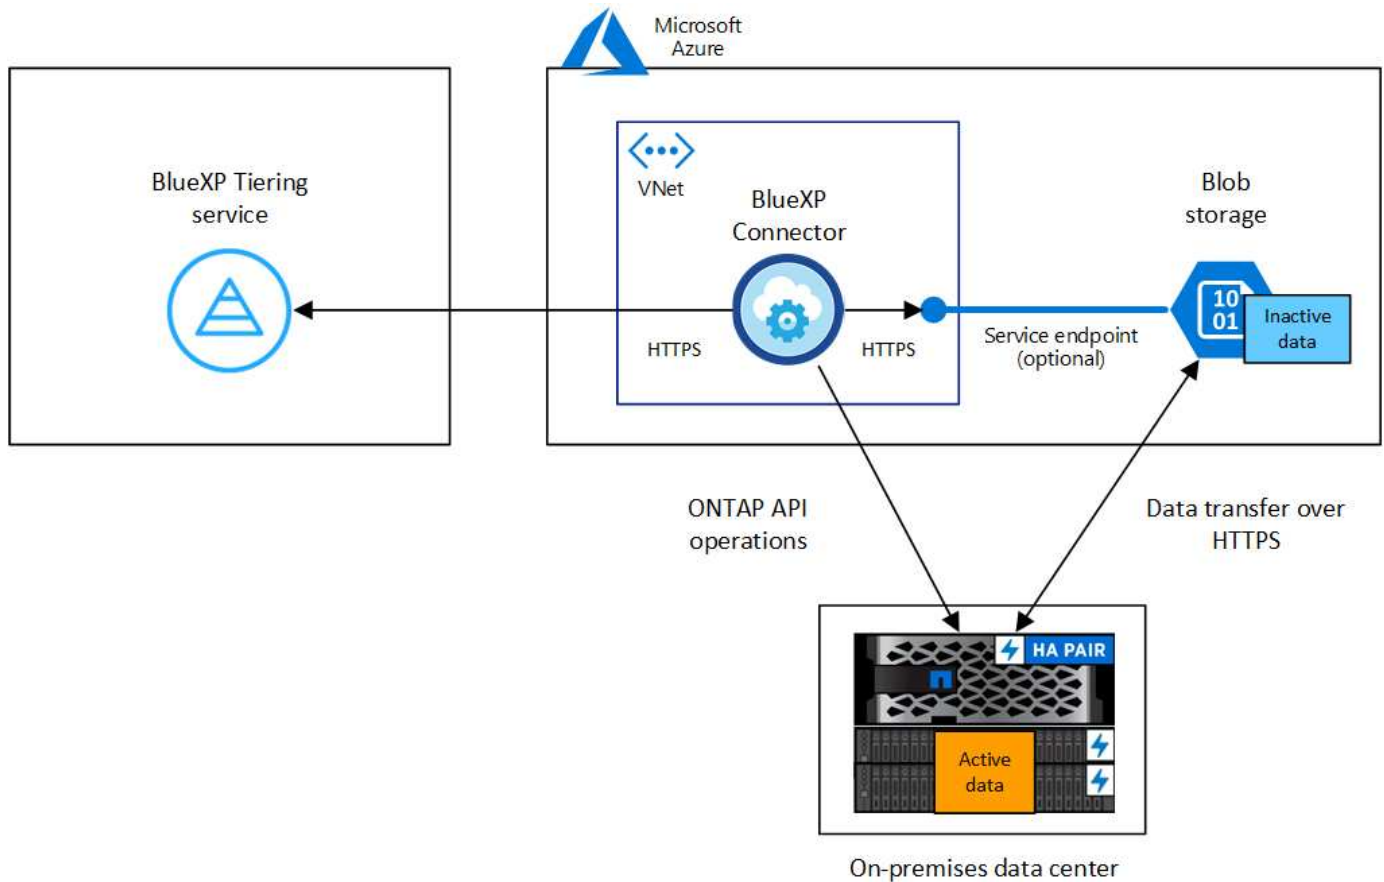 Microsoft
Azure
BlueXP Tiering
service
VNet
BlueXP
Connector
Blob
storage
10
01
Inactive
data
HTTPS
HTTPS
Service endpoint
(optional)
ONTAP API
operations
Data transfer over
HTTPS
HA PAIR
Active
data
On-premises data center